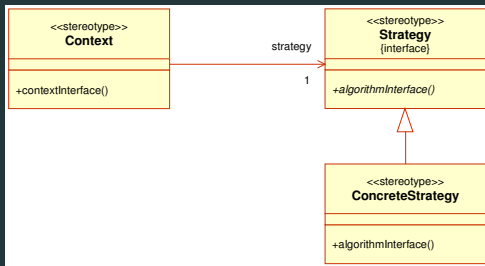 <<stereotype>>
Context
+contextInterface()
strategy
1
<<stereotype>>
Strategy
{interface}
+algorithmInterface()
<<stereotype>>
ConcreteStrategy
+algorithmInterface()